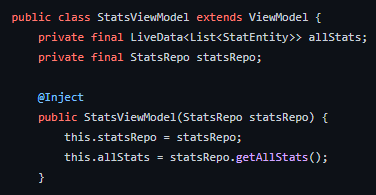 public class StatsViewModel extends ViewModel {
    private final LiveData<List<StatEntity>> allStats;
    private final StatsRepo statsRepo;

    @Inject
    public StatsViewModel(StatsRepo statsRepo) {
        this.statsRepo = statsRepo;
        this.allStats = statsRepo.getAllStats();
    }